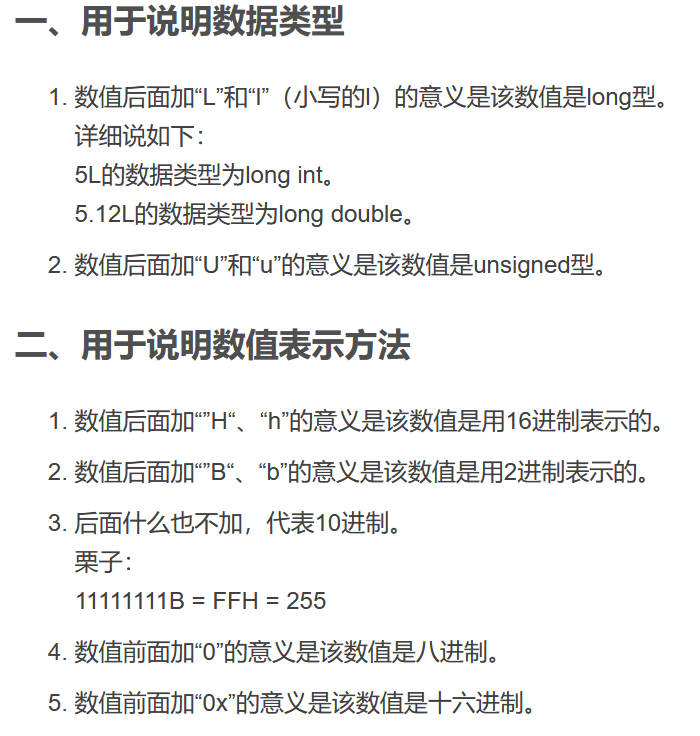 一、用于说明数据类型
1. 数值后面加“L”和“l”（小写的l）的意义是该数值是long型。
详细说如下：
5L的数据类型为long int。
5.12L的数据类型为long double。
2. 数值后面加“U”和“u”的意义是该数值是unsigned型。
二、用于说明数值表示方法
1. 数值后面加“”H“、“h”的意义是该数值是用16进制表示的。
2. 数值后面加“”B“、“b”的意义是该数值是用2进制表示的。
3. 后面什么也不加，代表10进制。
栗子：
11111111B = FFH = 255
4. 数值前面加“0”的意义是该数值是八进制。
5. 数值前面加“0x”的意义是该数值是十六进制。